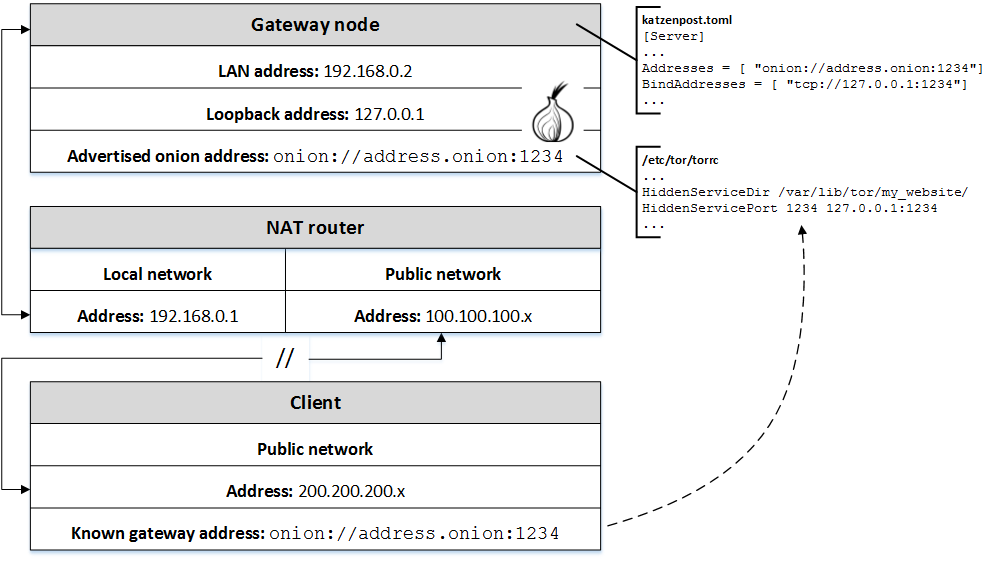 Gateway node
LAN address: 192.168.0.2
Loopback address: 127.0.0.1
Advertised onion address: onion://address.onion:1234
katzenpost.toml
[Server]
...
Addresses = [ "onion://address.onion:1234"]
BindAddresses = [ "tcp://127.0.0.1:1234"]
...
/etc/tor/torrc
...
HiddenServiceDir /var/lib/tor/my_website/
HiddenServicePort 1234 127.0.0.1:1234
...
NAT router
Local network
Public network
Address: 192.168.0.1
Address: 100.100.100.x
//
Client
Public network
Address: 200.200.200.x
Known gateway address: onion://address.onion:1234